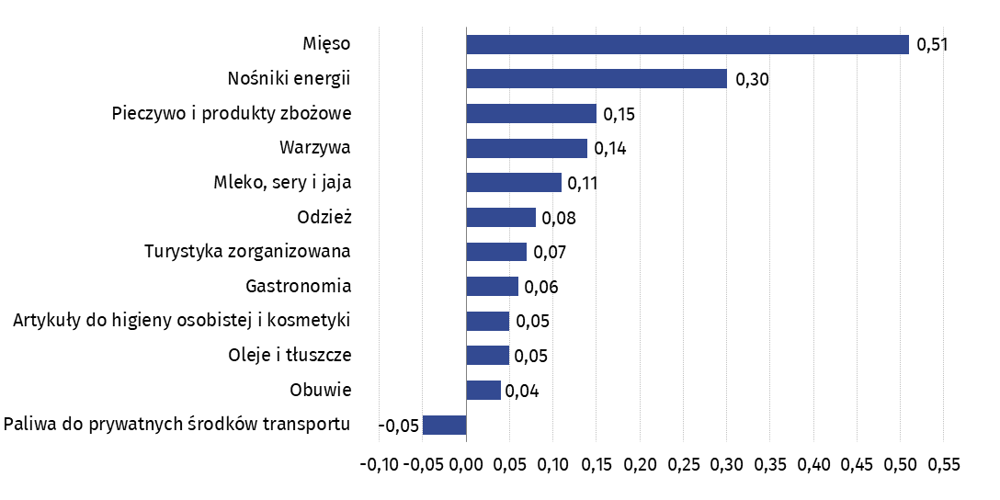 Mięso 0,51
Nośniki energii 0,30
Pieczywo i produkty zbożowe 0,15
Warzywa 0,14
Mleko, sery i jaja 0,11
Odzież 0,08
Turystyka zorganizowana 0,07
Gastronomia 0,06
Artykuły do higieny osobistej i kosmetyki 0,05
Oleje i tłuszcze 0,05
Obuwie 0,04
Paliwa do prywatnych środków transportu -0,05
-0,10 -0,05 0,00 0,05 0,10 0,15 0,20 0,25 0,30 0,35 0,40 0,45 0,50 0,55